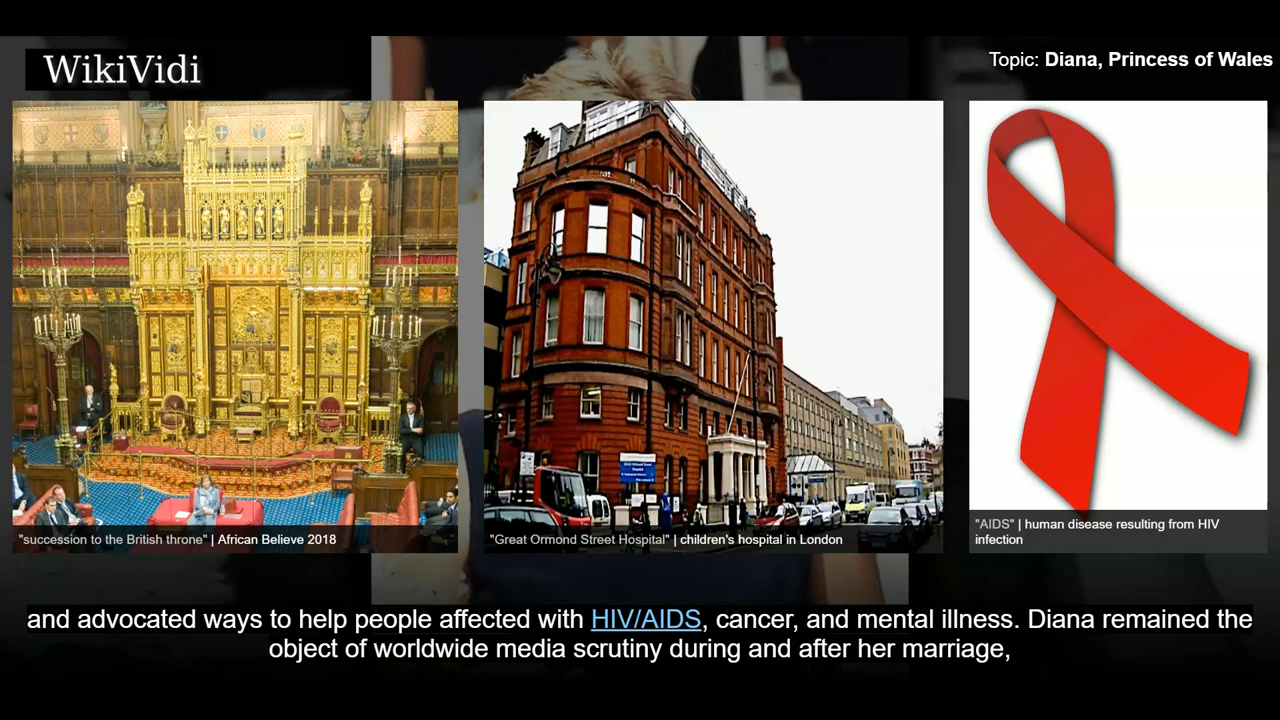 WikiVidi
Topic: Diana, Princess of Wales
"succession to the British throne" | African Believe 2018
"Great Ormond Street Hospital" | children's hospital in London
"AIDS" | human disease resulting from HIV
infection
and advocated ways to help people affected with HIV/AIDS, cancer, and mental illness. Diana remained the
object of worldwide media scrutiny during and after her marriage,